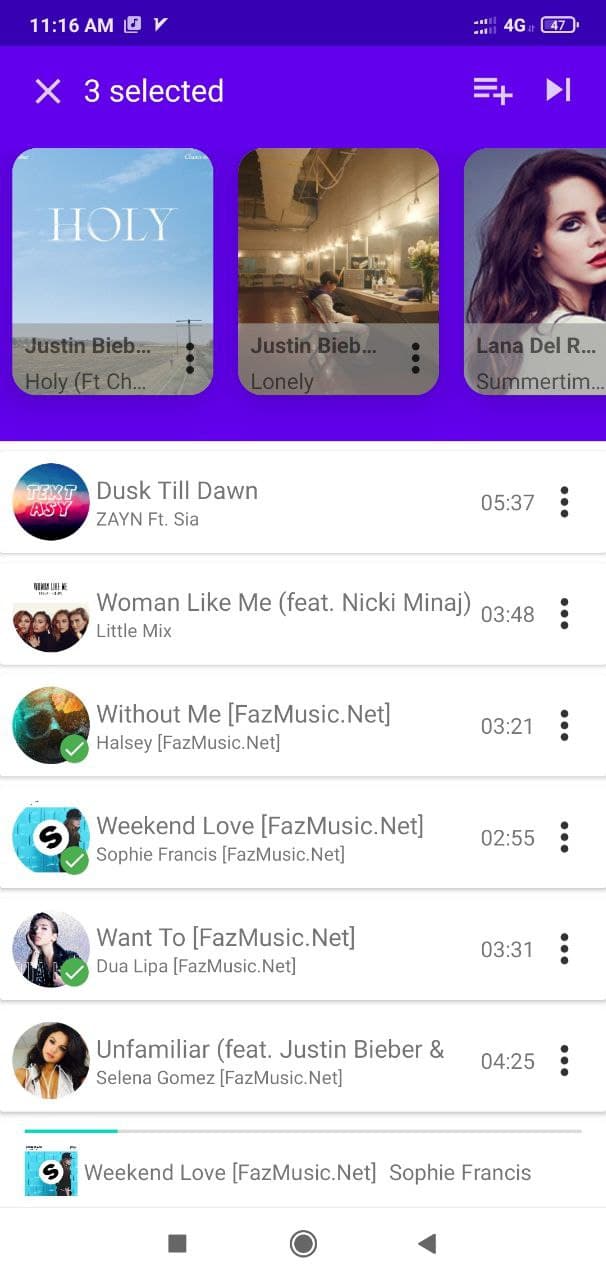 11:16 AM
4G
47
3 selected
HOLY
Justin Bieb...
Holy (Ft Ch...
Justin Bieb...
Lonely
Lana Del R...
Summertim...
TEXT
ASY
Dusk Till Dawn
ZAYN Ft. Sia
05:37
WOMAN LIKE ME
Woman Like Me (feat. Nicki Minaj)
Little Mix
03:48
Without Me [FazMusic.Net]
Halsey [FazMusic.Net]
03:21
S
Weekend Love [FazMusic.Net]
Sophie Francis [FazMusic.Net]
02:55
Want To [FazMusic.Net]
Dua Lipa [FazMusic.Net]
03:31
Unfamiliar (feat. Justin Bieber &
Selena Gomez [FazMusic.Net]
04:25
S
Weekend Love [FazMusic.Net] Sophie Francis